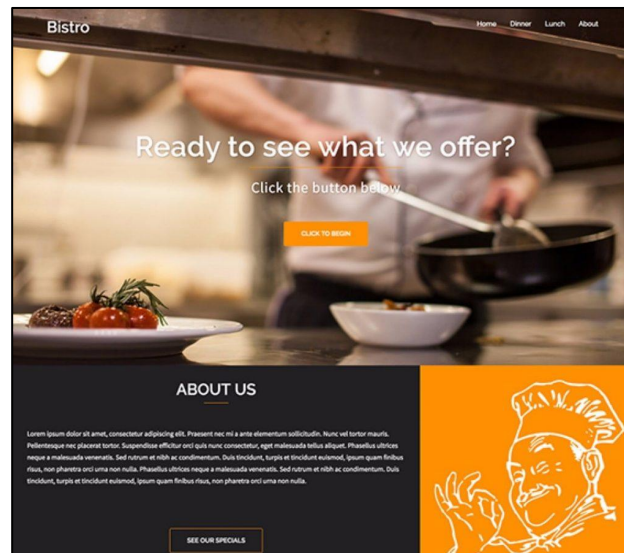 Bistro
Home Dinner Lunch About
Ready to see what we offer?
Click the button below
CLICK TO BEGIN
ABOUT US
Lorem ipsum dolor sit amet, consectetur adipiscing elit. Praesent nec mi a ante elementum sollicitudin. Nunc vel tortor mauris.
Pellentesque nec placerat tortor. Suspendisse efficitur orci quis nunc consectetur, eget malesuada tellus aliquet. Phasellus ultrices
neque a malesuada venenatis. Sed rutrum et nibh ac condimentum. Duis tincidunt, turpis et tincidunt euismod, ipsum quam finibus
risus, non pharetra orci urna non nulla. Phasellus ultrices neque a malesuada venenatis. Sed rutrum et nibh ac condimentum. Duis
tincidunt, turpis et tincidunt euismod, ipsum quam finibus risus, non pharetra orci urna non nulla.
SEE OUR SPECIALS